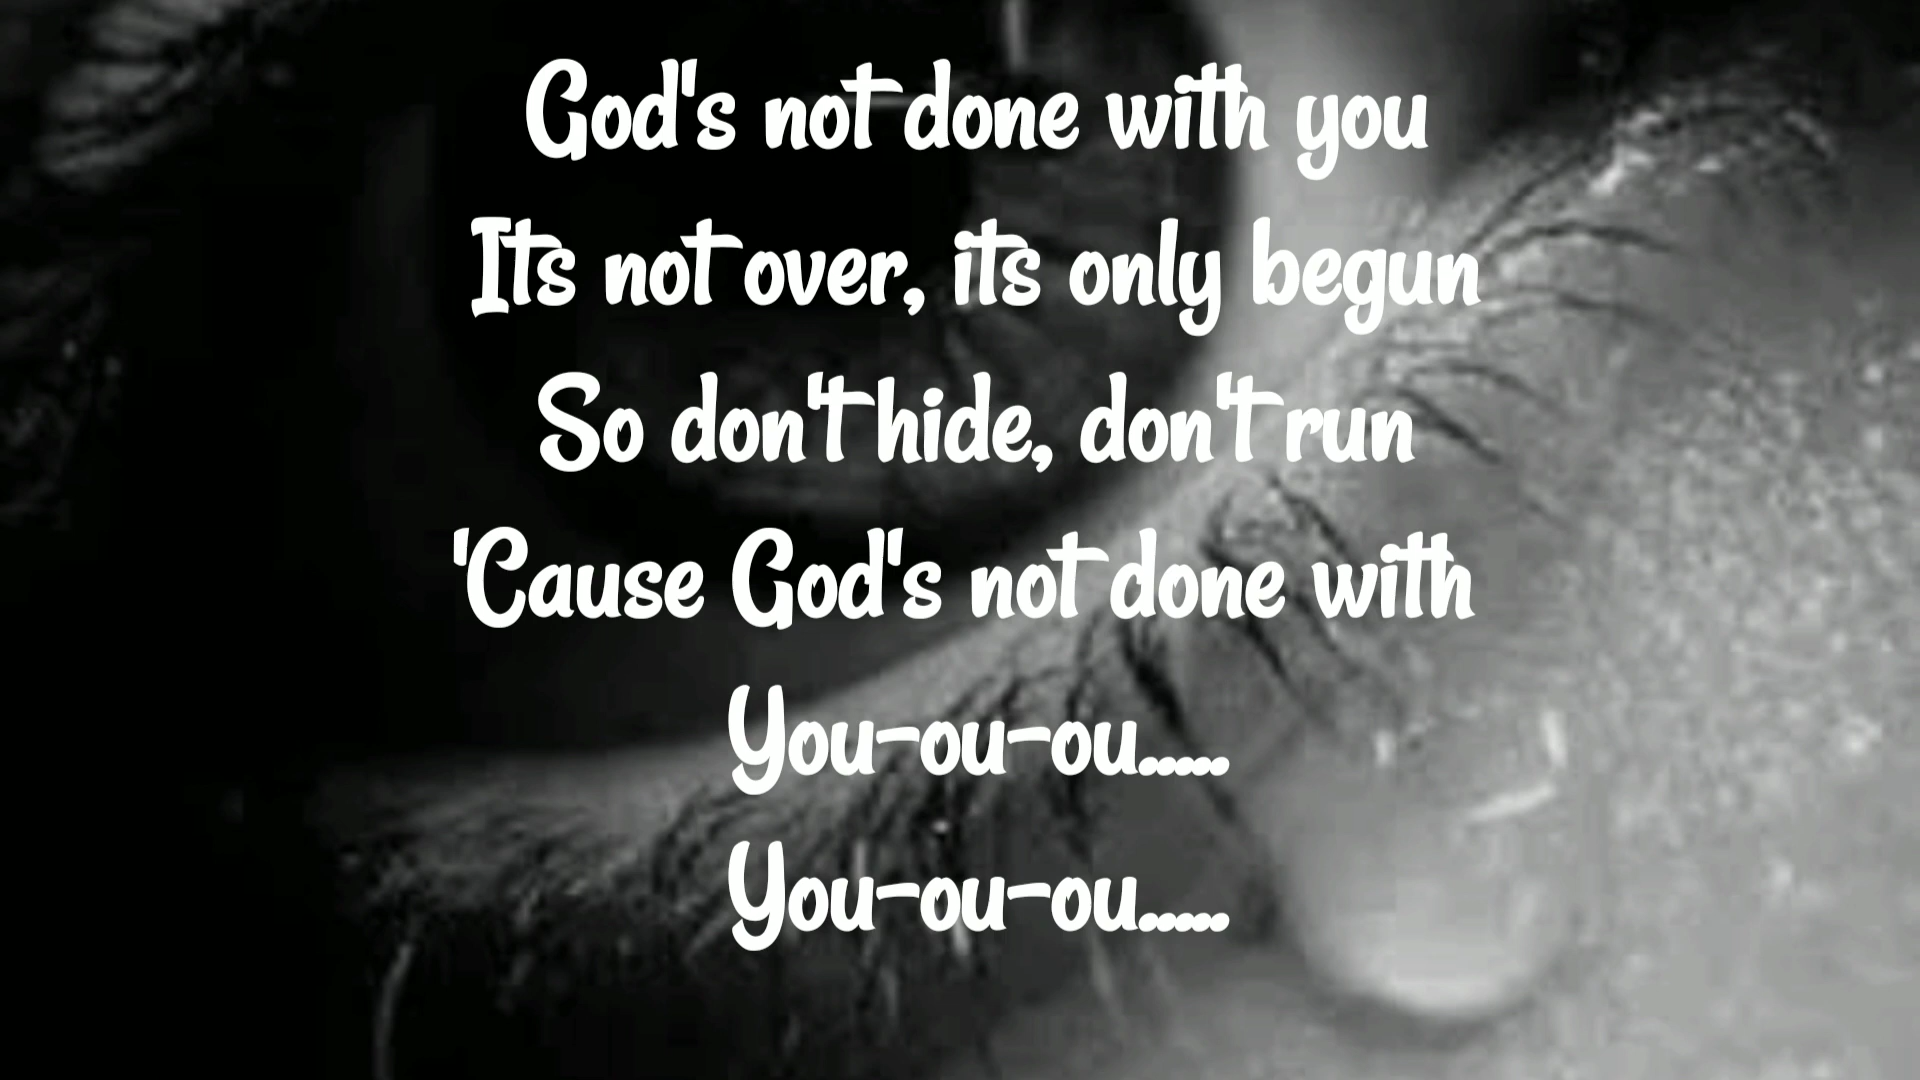 God's not done with you
Its not over, its only begun
So don't hide, don't run
'Cause God's not done with
You-ou-ou.....
You-ou-ou.....